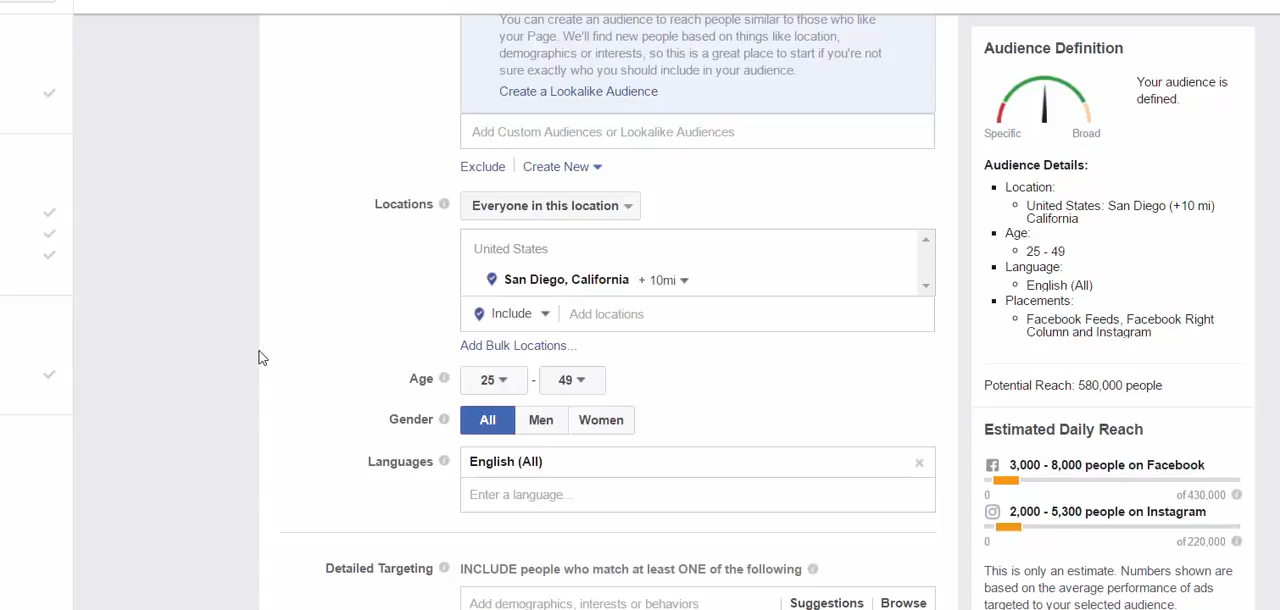 You can create an audience to reach people similar to those who like
your Page. We'll find new people based on things like location,
demographics or interests, so this is a great place to start if you're not
sure exactly who you should include in your audience.
Create a Lookalike Audience
Add Custom Audiences or Lookalike Audiences
Exclude Create New
Locations Everyone in this location
United States
San Diego, California + 10mi
Include Add locations
Add Bulk Locations...
Age 25 - 49
Gender All Men Women
Languages English (All)
Enter a language...
Detailed Targeting INCLUDE people who match at least ONE of the following
Add demographics, interests or behaviors Suggestions Browse
Audience Definition
Your audience is
defined.
Specific Broad
Audience Details:
Location:
United States: San Diego (+10 mi)
California
Age:
25 - 49
Language:
English (All)
Placements:
Facebook Feeds, Facebook Right
Column and Instagram
Potential Reach: 580,000 people
Estimated Daily Reach
3,000 - 8,000 people on Facebook
0 of 430,000
2,000 - 5,300 people on Instagram
0 of 220,000
This is only an estimate. Numbers shown are
based on the average performance of ads
targeted to your selected audience.